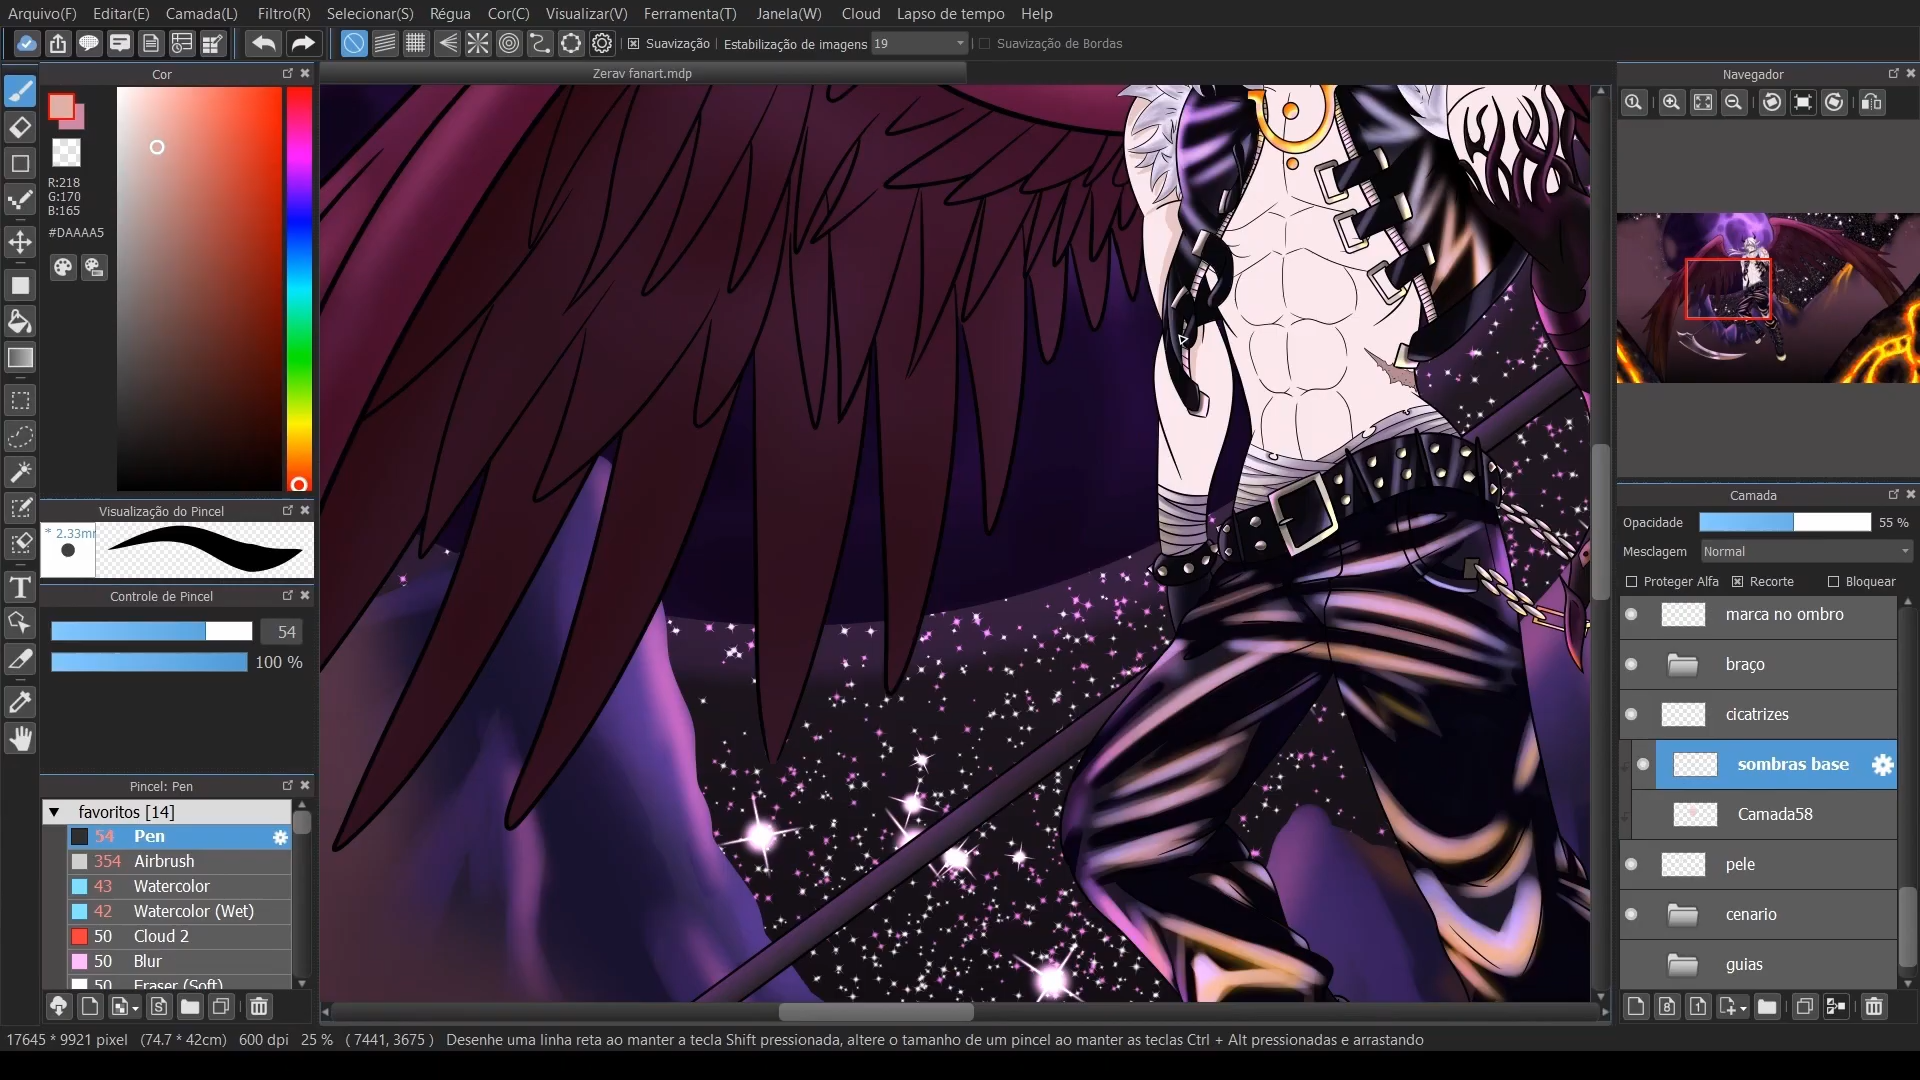 Arquivo(F) Editar(E) Camada(L) Filtro(R) Selecionar(S) Régua Cor(C) Visualizar(V) Ferramenta(T) Janela(W) Cloud Lapso de tempo Help
Suavização Estabilização de imagens 19 Suavização de Bordas
Cor
Zerav fanart.mdp
Navegador
R:218
G:170
B:165
#DAAAA5
Visualização do Pincel
* 2.33m
Controle de Pincel
54
100 %
Pincel: Pen
favoritos [14]
54 Pen
354 Airbrush
43 Watercolor
42 Watercolor (Wet)
50 Cloud 2
50 Blur
50 Eraser (Soft)
Camada
Opacidade 55 %
Mesclagem Normal
Proteger Alfa Recorte Bloquear
marca no ombro
braço
cicatrizes
sombras base
Camada58
pele
cenario
guias
17645 * 9921 pixel (74.7 * 42cm) 600 dpi 25 % ( 7441, 3675 ) Desenhe uma linha reta ao manter a tecla Shift pressionada, altere o tamanho de um pincel ao manter as teclas Ctrl + Alt pressionadas e arrastando